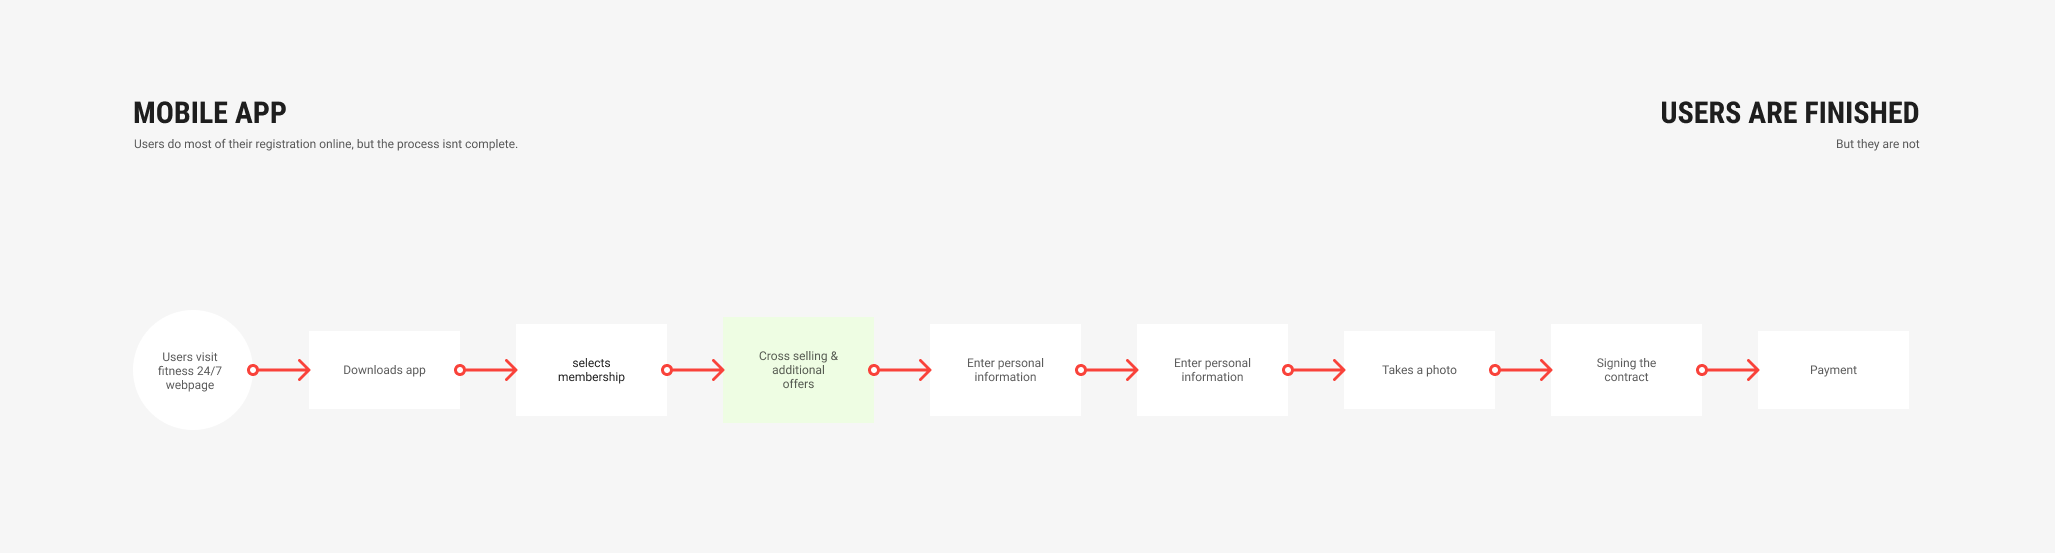 MOBILE APP
Users do most of their registration online, but the process isnt complete.
USERS ARE FINISHED
But they are not
Users visit
fitness 24/7
webpage
Downloads app
selects
membership
Cross selling &
additional
offers
Enter personal
information
Enter personal
information
Takes a photo
Signing the
contract
Payment